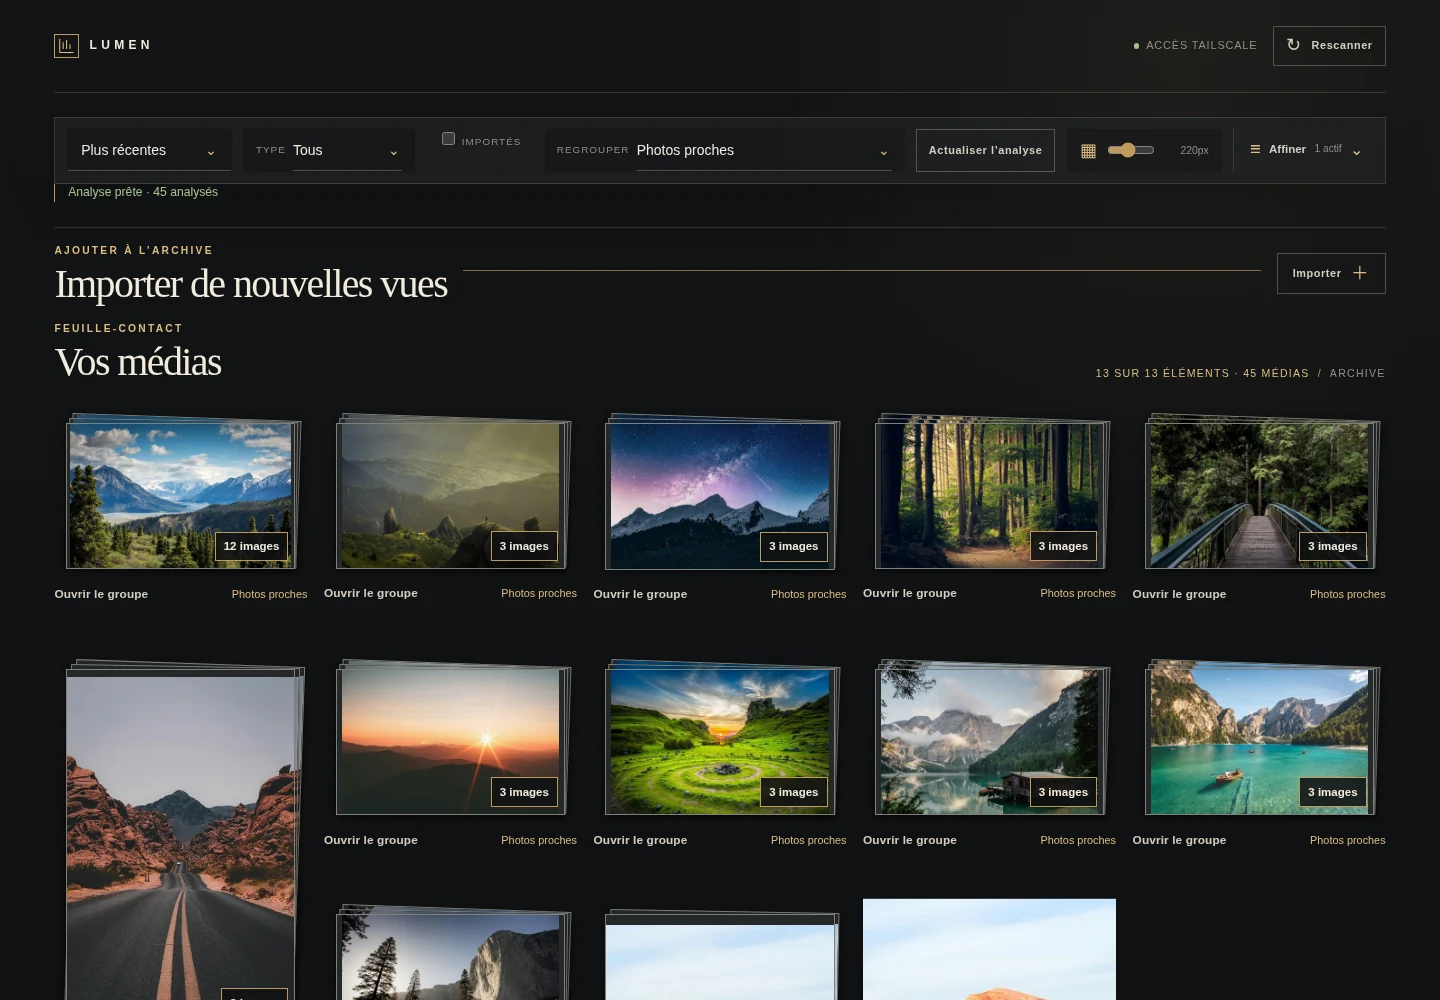 LUMEN
ACCÈS TAILSCALE
↻ Rescanner
Plus récentes
TYPE Tous
IMPORTÉS
REGROUPER Photos proches
Actualiser l'analyse
220px
Affiner 1 actif
Analyse prête · 45 analysés
AJOUTER À L'ARCHIVE
Importer de nouvelles vues
Importer +
FEUILLE-CONTACT
Vos médias
13 SUR 13 ÉLÉMENTS · 45 MÉDIAS / ARCHIVE
12 images
3 images
3 images
3 images
3 images
Ouvrir le groupe Photos proches
Ouvrir le groupe Photos proches
Ouvrir le groupe Photos proches
Ouvrir le groupe Photos proches
Ouvrir le groupe Photos proches
3 images
3 images
3 images
3 images
Ouvrir le groupe Photos proches
Ouvrir le groupe Photos proches
Ouvrir le groupe Photos proches
Ouvrir le groupe Photos proches